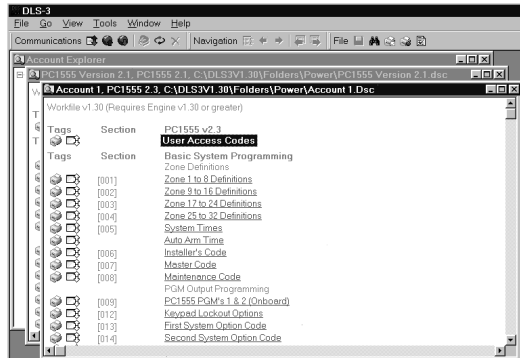 DLS-3
File Go View Tools Window Help
Communications Navigation File
Account Explorer
PC1555 Version 2.1, PC1555 2.1, C:\DLS3V1.30\Folders\Power\PC1555 Version 2.1.dsc
Account 1, PC1555 2.3, C:\DLS3V1.30\Folders\Power\Account 1.Dsc
Workfile v1.30 (Requires Engine v1.30 or greater)
Tags Section PC1555 v2.3
User Access Codes
Tags Section Basic System Programming
Zone Definitions
[001] Zone 1 to 8 Definitions
[002] Zone 9 to 16 Definitions
[003] Zone 17 to 24 Definitions
[004] Zone 25 to 32 Definitions
[005] System Times
Auto Arm Time
[006] Installer's Code
[007] Master Code
[008] Maintenance Code
PGM Output Programming
[009] PC1555 PGM's 1 & 2 (Onboard)
[012] Keypad Lockout Options
[013] First System Option Code
[014] Second System Option Code